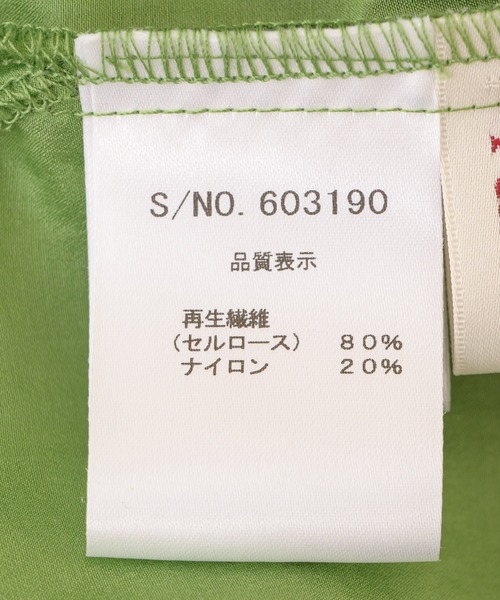 S/NO. 603190
品質表示
再生繊維
（セルロース） 80%
ナイロン 20%